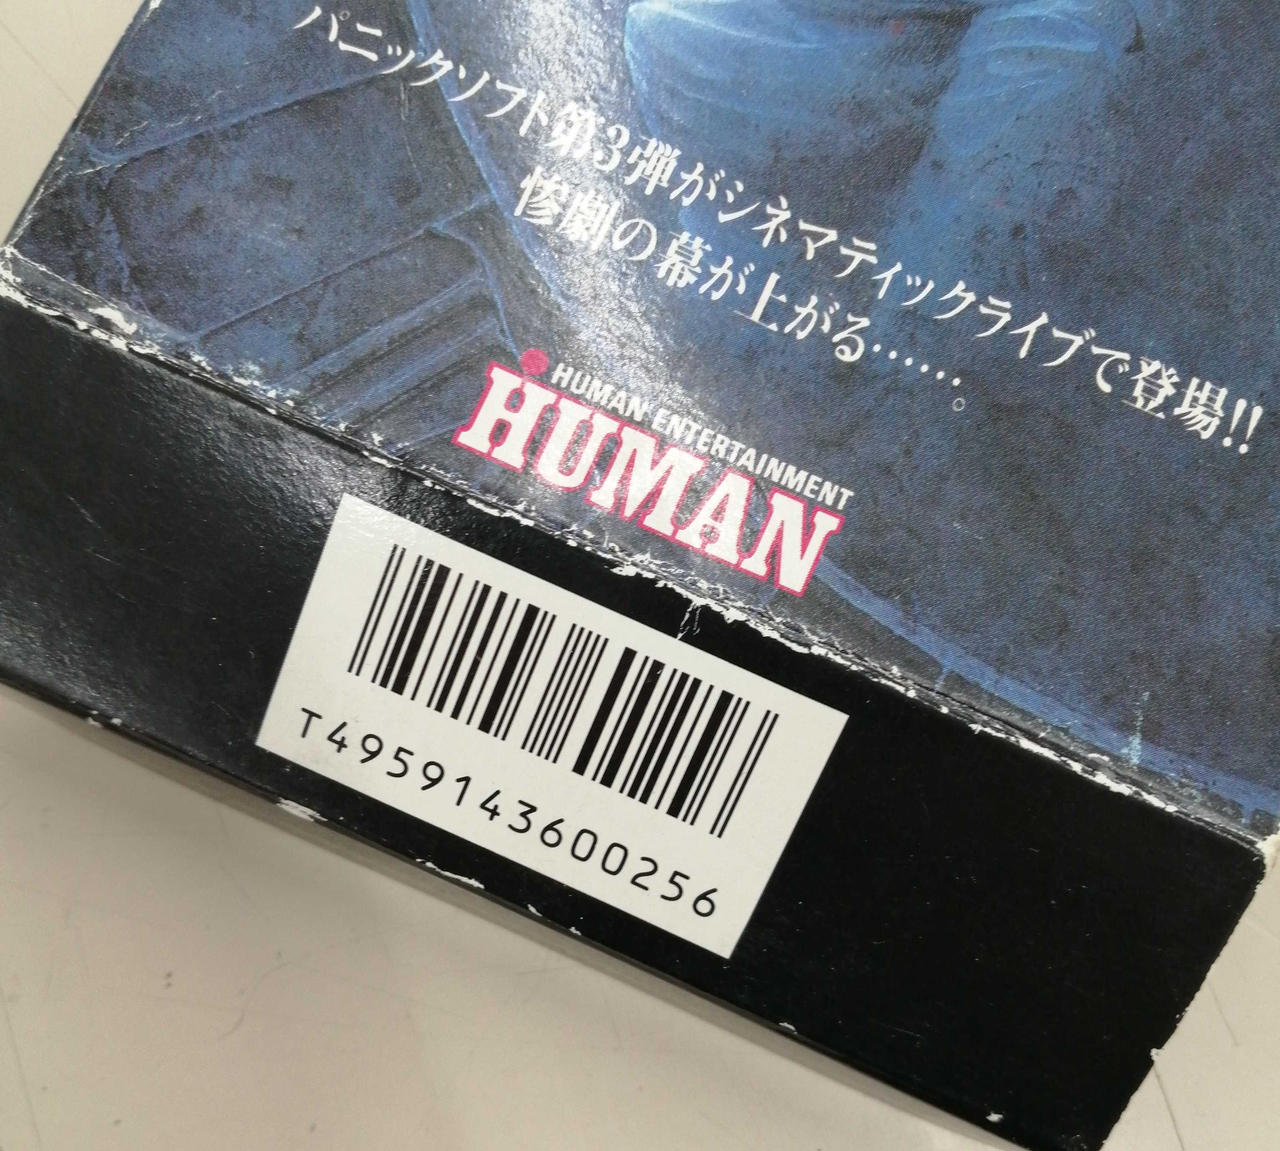 パニックソフト第3弾がシネマティックライブで登場!!
惨劇の幕が上がる……。
HUMAN ENTERTAINMENT
HUMAN
T4959143600256